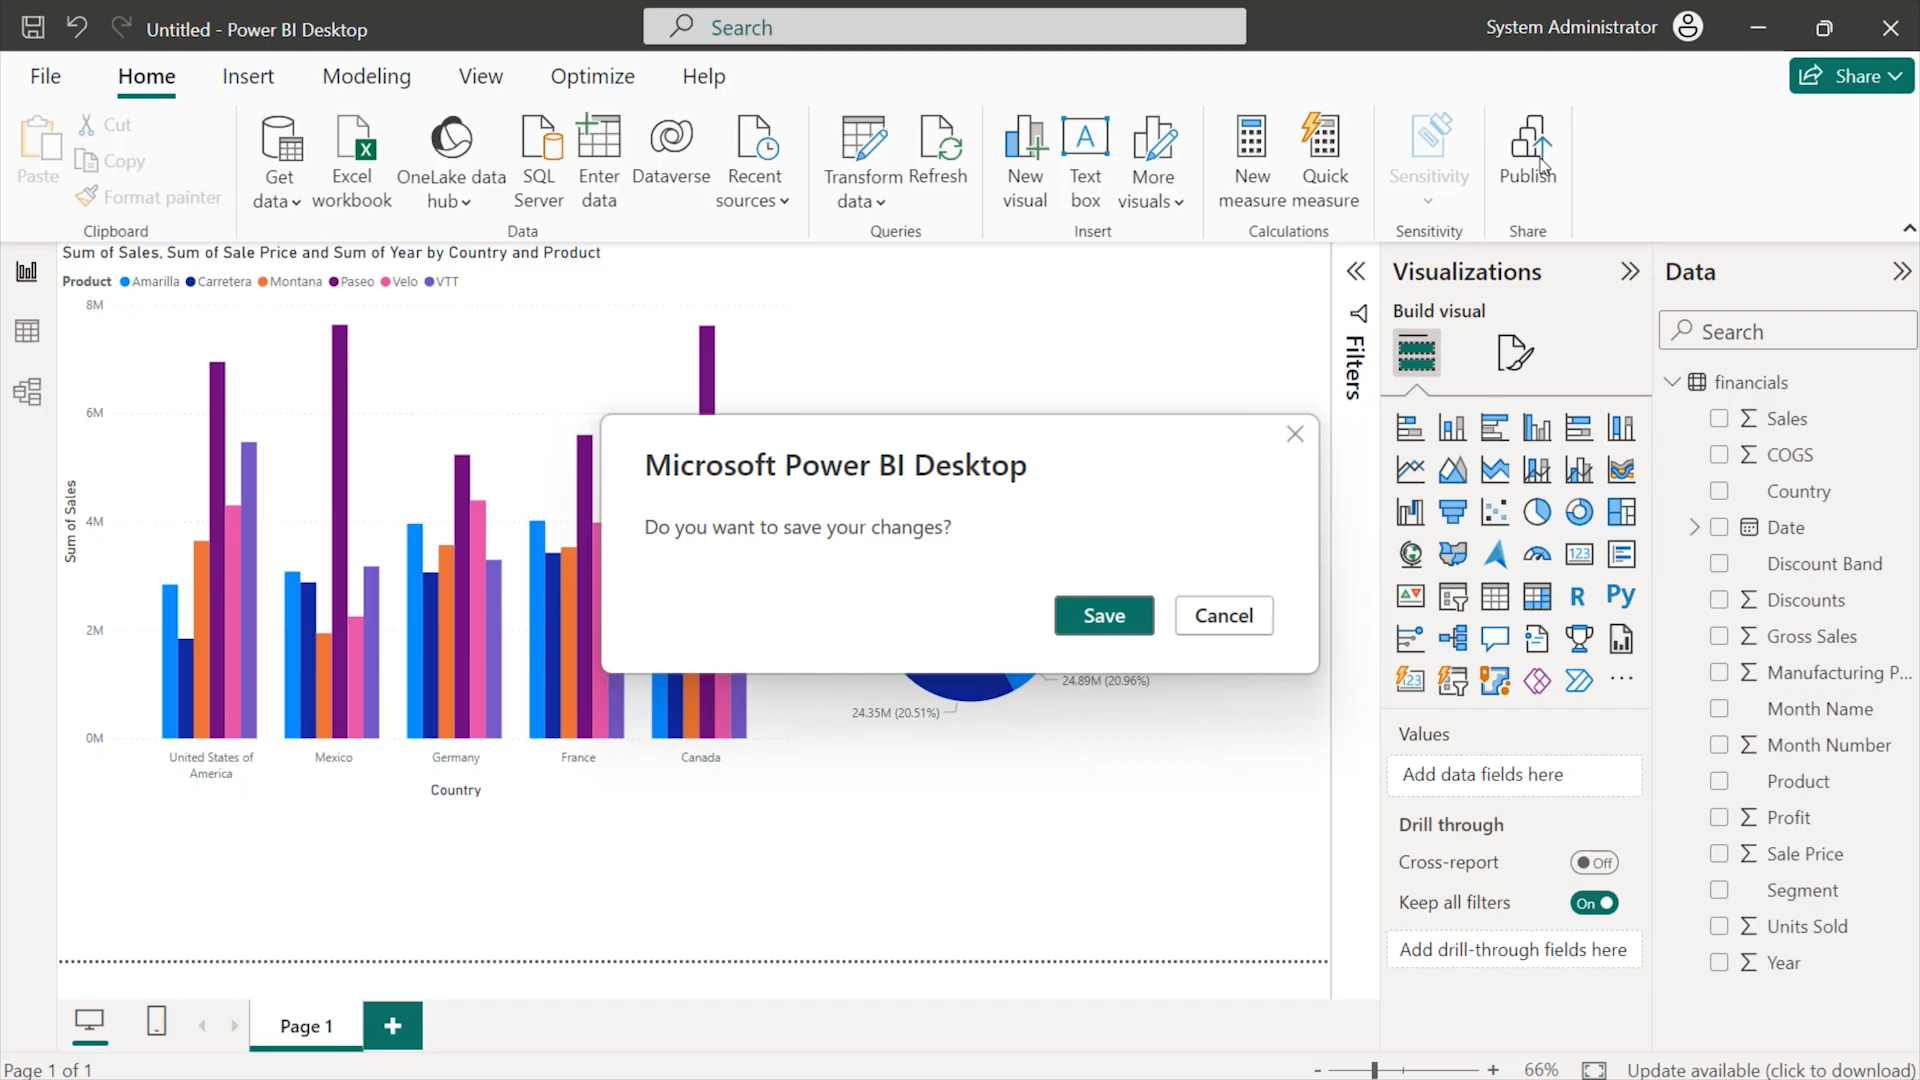 Untitled - Power BI Desktop
Search
System Administrator
File
Home
Insert
Modeling
View
Optimize
Help
Share
Paste
Cut
Copy
Format painter
Clipboard
Get
data
Excel
workbook
OneLake data
hub
SQL
Server
Enter
data
Dataverse
Recent
sources
Data
Transform
data
Refresh
Queries
New
visual
A
Text
box
More
visuals
Insert
New
measure
Quick
measure
Calculations
Sensitivity
Sensitivity
Publish
Share
Sum of Sales, Sum of Sale Price and Sum of Year by Country and Product
Product Amarilla Carretera Montana Paseo Velo VTT
8M
6M
4M
2M
0M
Sum of Sales
United States of
America
Mexico
Germany
France
Canada
Country
24.89M (20.96%)
24.35M (20.51%)
Microsoft Power BI Desktop
Do you want to save your changes?
Save
Cancel
Filters
Visualizations
Build visual
123
R
Py
123
Values
Add data fields here
Drill through
Cross-report
Off
Keep all filters
On
Add drill-through fields here
Data
Search
financials
Sales
COGS
Country
Date
Discount Band
Discounts
Gross Sales
Manufacturing P...
Month Name
Month Number
Product
Profit
Sale Price
Segment
Units Sold
Year
Page 1
Page 1 of 1
66%
Update available (click to download)